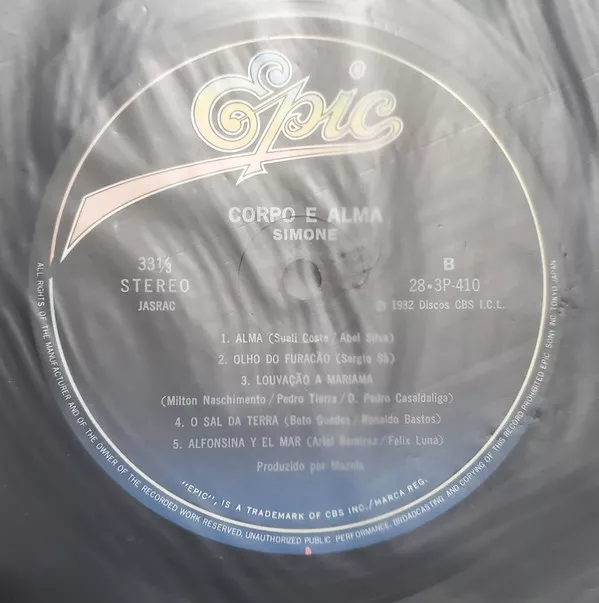 Epic
®
CORPO E ALMA
SIMONE
33⅓
STEREO
JASRAC
B
28•3P-410
℗ 1982 Discos CBS I.C.L.
1. ALMA (Sueli Costa / Abel Silva)
2. OLHO DO FURACÃO (Sergio Sá)
3. LOUVAÇÃO A MARIAMA
(Milton Naschimento / Pedro Tierra / D. Pedro Casaldaliga)
4. O SAL DA TERRA (Beto Guedes / Ronaldo Bastos)
5. ALFONSINA Y EL MAR (Ariel Ramirez / Felix Luna)
Produzido por Mazola
"EPIC", IS A TRADEMARK OF CBS INC./MARCA REG.
ALL RIGHTS OF THE MANUFACTURER AND OF THE OWNER OF THE RECORDED WORK RESERVED, UNAUTHORIZED PUBLIC PERFORMANCE, BROADCASTING AND COPYING OF THIS RECORD PROHIBITED EPIC/SONY INC. TOKYO JAPAN